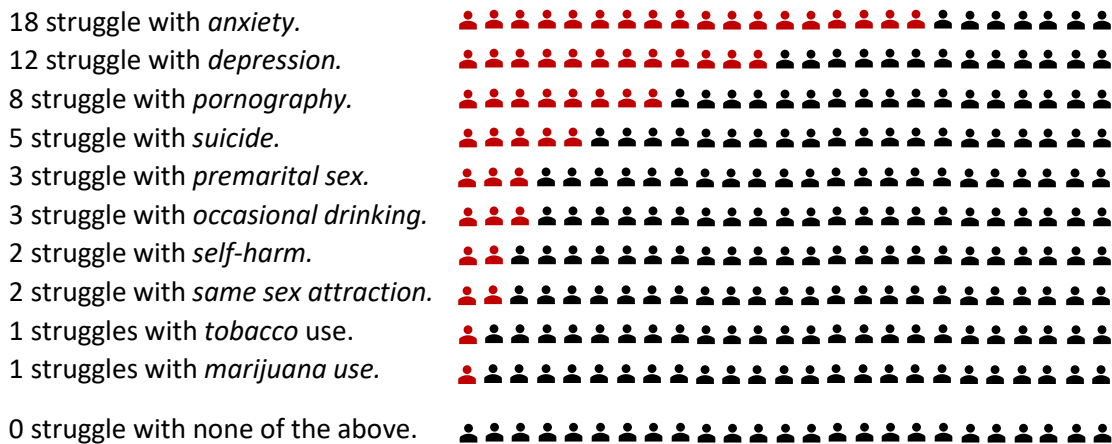 18 struggle with anxiety.
12 struggle with depression.
8 struggle with pornography.
5 struggle with suicide.
3 struggle with premarital sex.
3 struggle with occasional drinking.
2 struggle with self-harm.
2 struggle with same sex attraction.
1 struggles with tobacco use.
1 struggles with marijuana use.
0 struggle with none of the above.